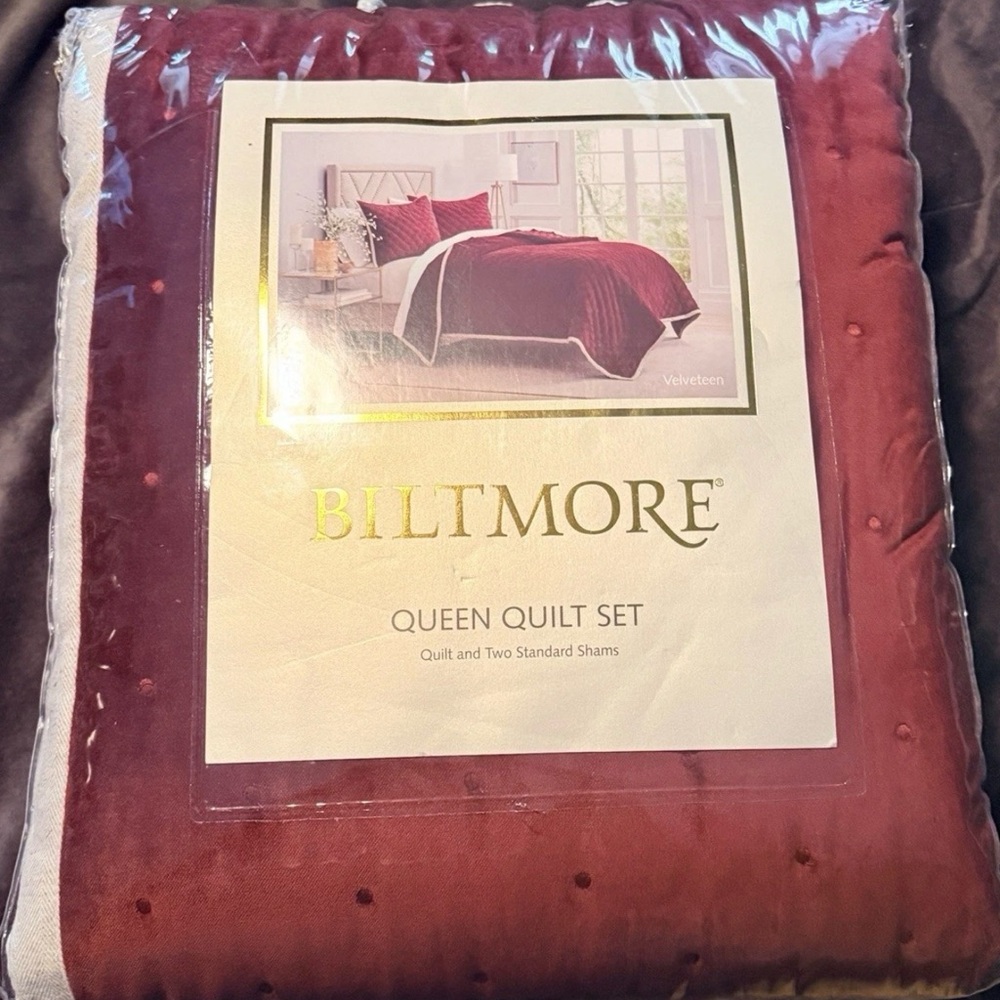 Velveteen
BILTMORE®
QUEEN QUILT SET
Quilt and Two Standard Shams